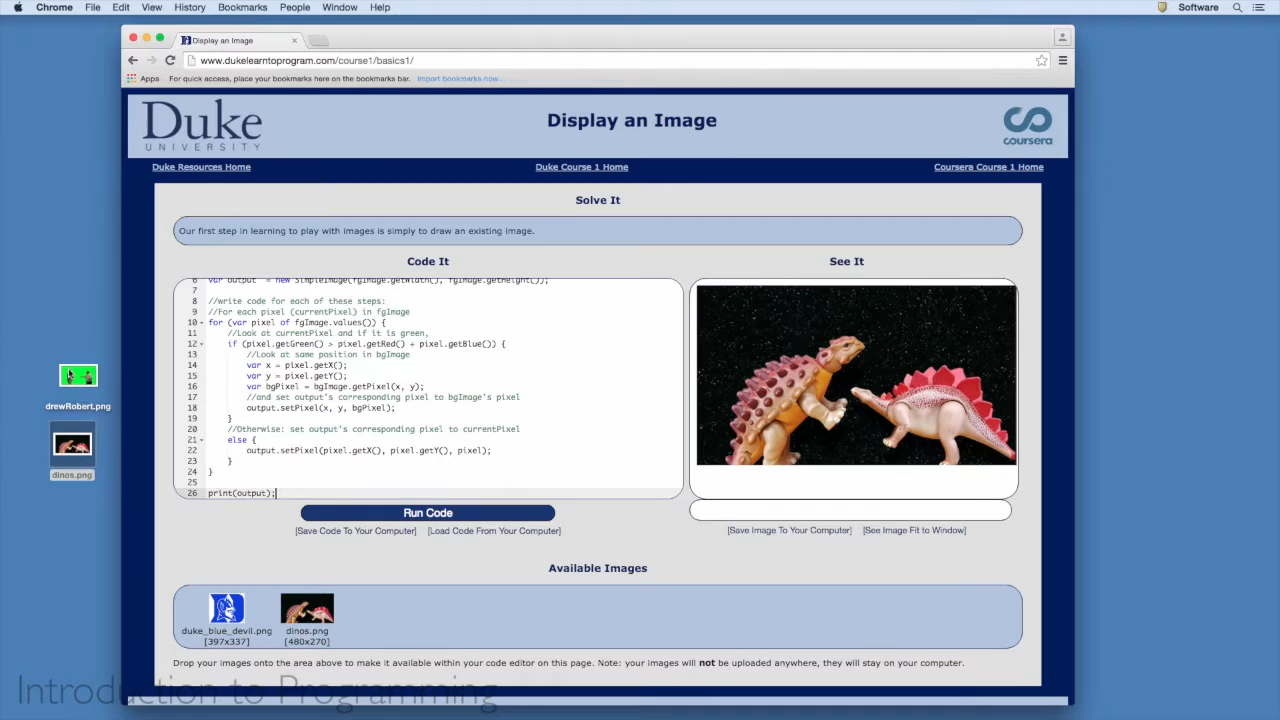 Chrome File Edit View History Bookmarks People Window Help Software
Display an Image
www.dukelearntoprogram.com/course1/basics1/
Apps For quick access, place your bookmarks here on the bookmarks bar. Import bookmarks now...
Duke
UNIVERSITY
Display an Image
coursera
Duke Resources Home Duke Course 1 Home Coursera Course 1 Home
Solve It
Our first step in learning to play with images is simply to draw an existing image.
Code It See It
6 var output = new SimpleImage(fgImage.getWidth(), fgImage.getHeight());
7
8 //write code for each of these steps:
9 //For each pixel (currentPixel) in fgImage
10 for (var pixel of fgImage.values()) {
11 //Look at currentPixel and if it is green,
12 if (pixel.getGreen() > pixel.getRed() + pixel.getBlue()) {
13 //Look at same position in bgImage
14 var x = pixel.getX();
15 var y = pixel.getY();
16 var bgPixel = bgImage.getPixel(x, y);
17 //and set output's corresponding pixel to bgImage's pixel
18 output.setPixel(x, y, bgPixel);
19 }
20 //Otherwise: set output's corresponding pixel to currentPixel
21 else {
22 output.setPixel(pixel.getX(), pixel.getY(), pixel);
23 }
24 }
25
26 print(output);
Run Code
[Save Code To Your Computer] [Load Code From Your Computer]
[Save Image To Your Computer] [See Image Fit to Window]
drewRobert.png
dinos.png
Available Images
duke_blue_devil.png
[397x337]
dinos.png
[480x270]
Drop your images onto the area above to make it available within your code editor on this page. Note: your images will not be uploaded anywhere, they will stay on your computer.
Introduction to Programming